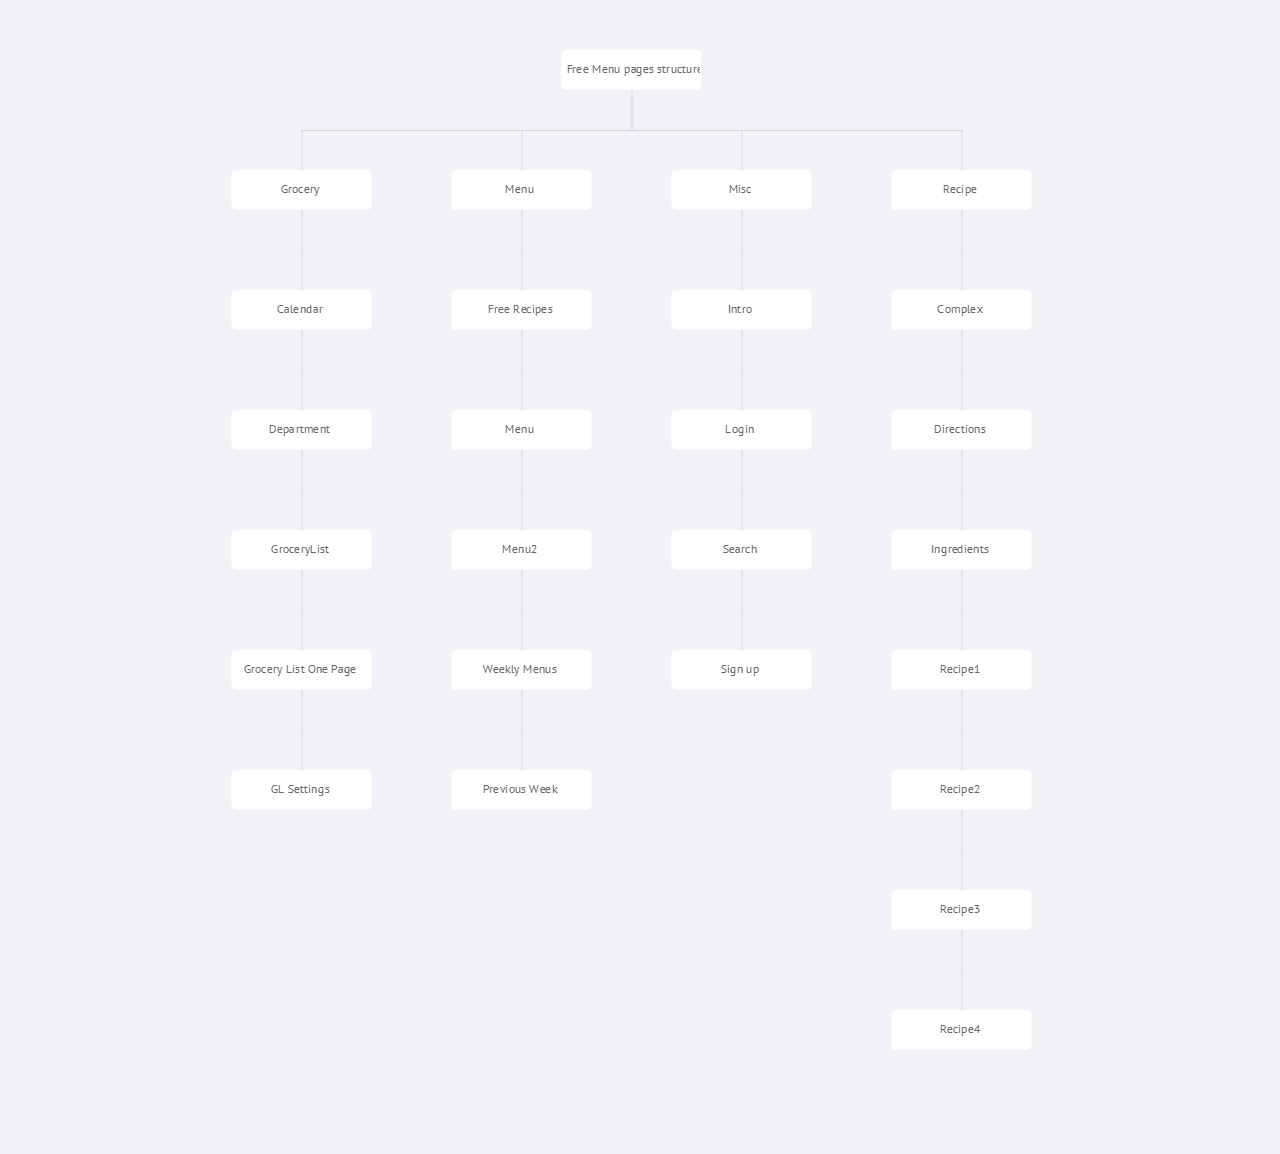 Free Menu pages structure
Grocery
Menu
Misc
Recipe
Calendar
Free Recipes
Intro
Complex
Department
Menu
Login
Directions
GroceryList
Menu2
Search
Ingredients
Grocery List One Page
Weekly Menus
Sign up
Recipe1
GL Settings
Previous Week
Recipe2
Recipe3
Recipe4